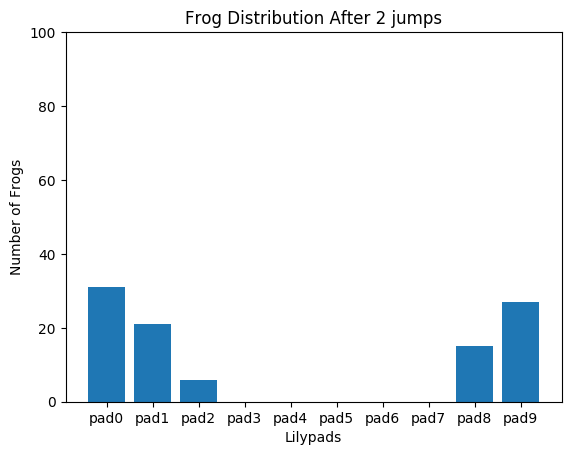 Frog Distribution After 2 jumps
100
80
60
40
20
0
Number of Frogs
pad0 pad1 pad2 pad3 pad4 pad5 pad6 pad7 pad8 pad9
Lilypads